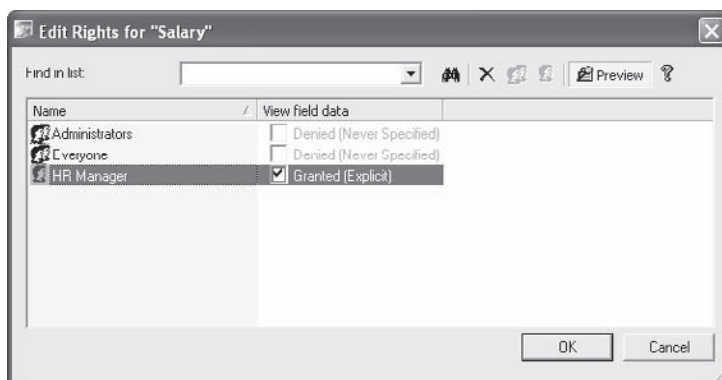 Edit Rights for "Salary"
Find in list:
Preview
Name View field data
Administrators Denied (Never Specified)
Everyone Denied (Never Specified)
HR Manager Granted (Explicit)
OK Cancel